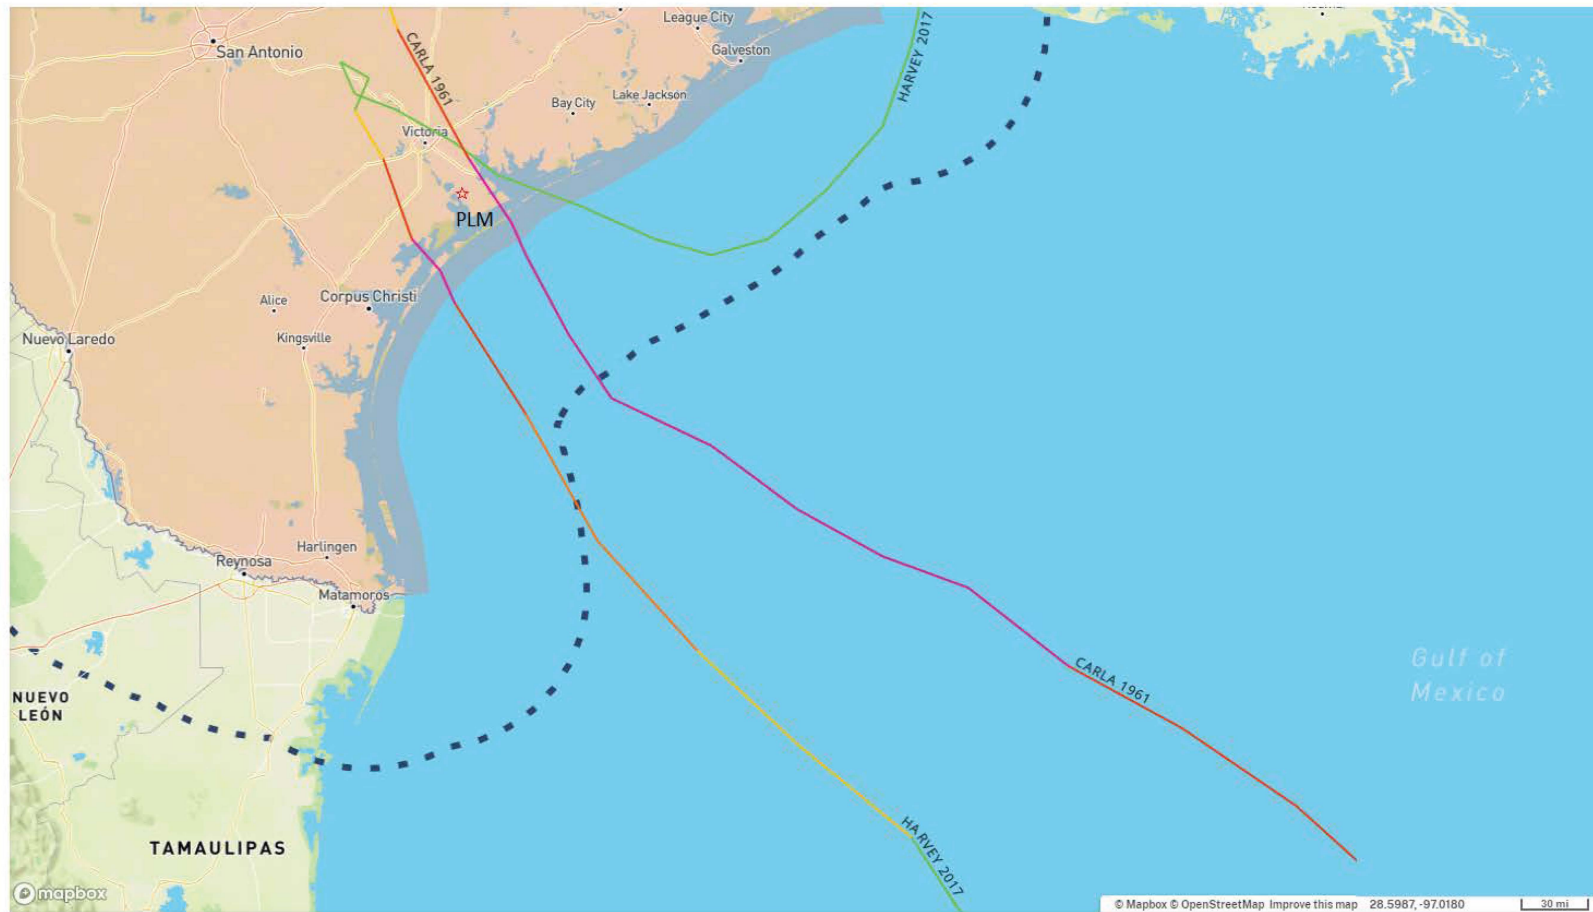 League City
San Antonio
Galveston
CARLA 1961
HARVEY 2017
Bay City
Lake Jackson
Victoria
PLM
Alice
Corpus Christi
Nuevo Laredo
Kingsville
Harlingen
Reynosa
Matamoros
Gulf of
Mexico
CARLA 1961
NUEVO
LEÓN
HARVEY 2017
TAMAULIPAS
mapbox
© Mapbox © OpenStreetMap Improve this map 28.5987, -97.0180 30 mi